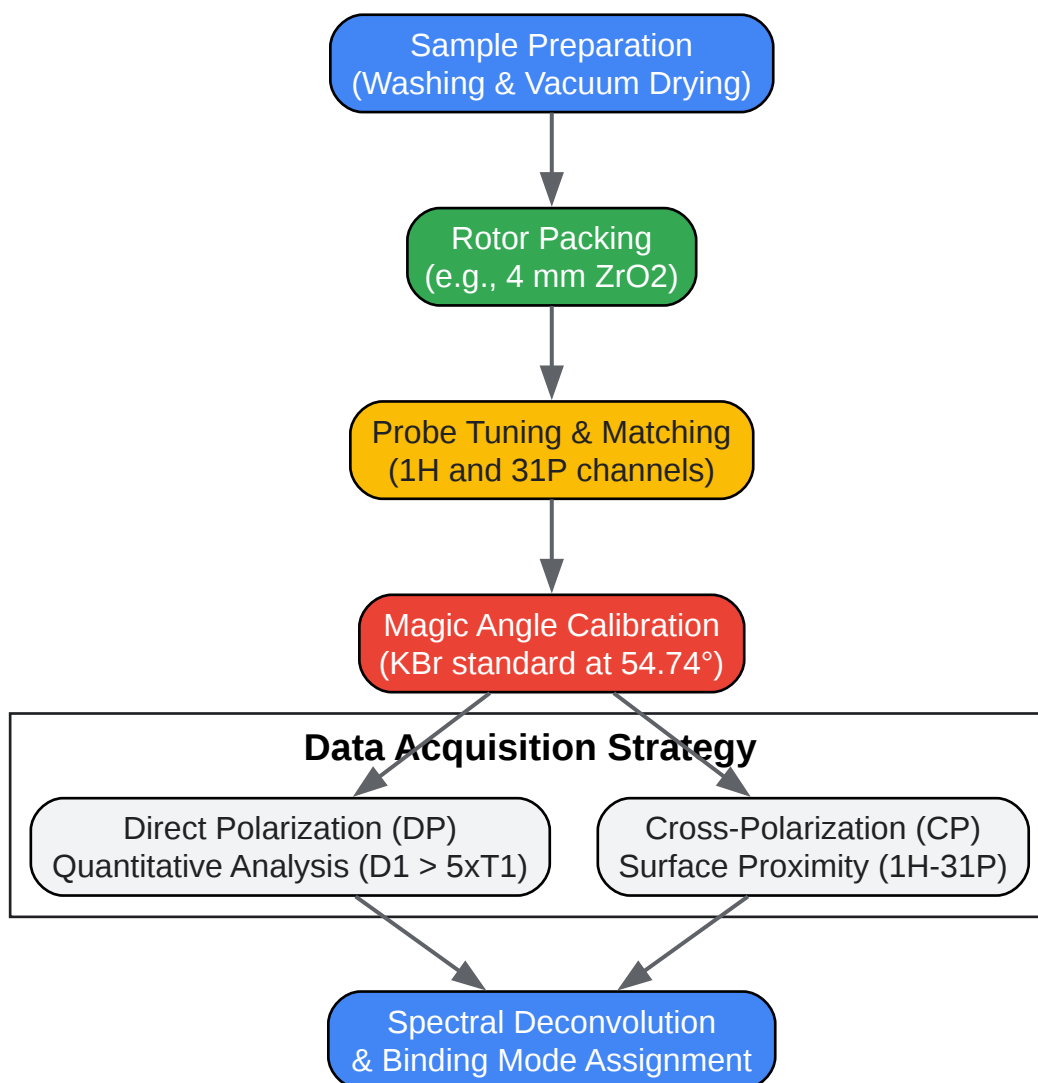 Sample Preparation
(Washing & Vacuum Drying)
Rotor Packing
(e.g., 4 mm ZrO2)
Probe Tuning & Matching
(1H and 31P channels)
Magic Angle Calibration
(KBr standard at 54.74°)
Data Acquisition Strategy
Direct Polarization (DP)
Quantitative Analysis (D1 > 5xT1)
Cross-Polarization (CP)
Surface Proximity (1H-31P)
Spectral Deconvolution
& Binding Mode Assignment